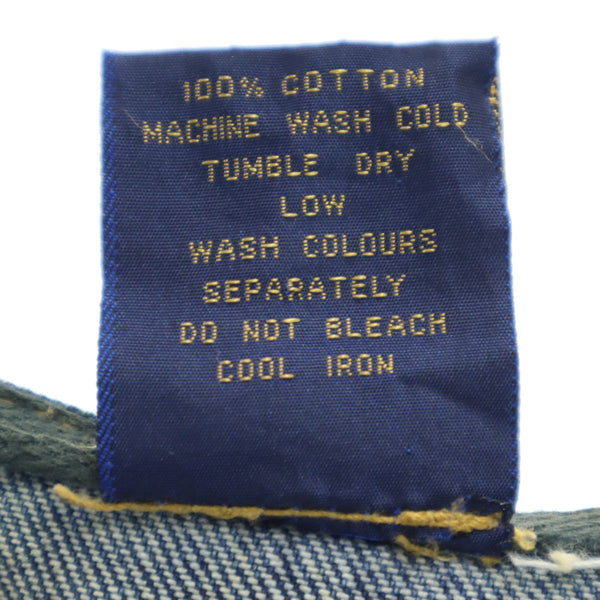 100% COTTON
MACHINE WASH COLD
TUMBLE DRY
LOW
WASH COLOURS
SEPARATELY
DO NOT BLEACH
COOL IRON